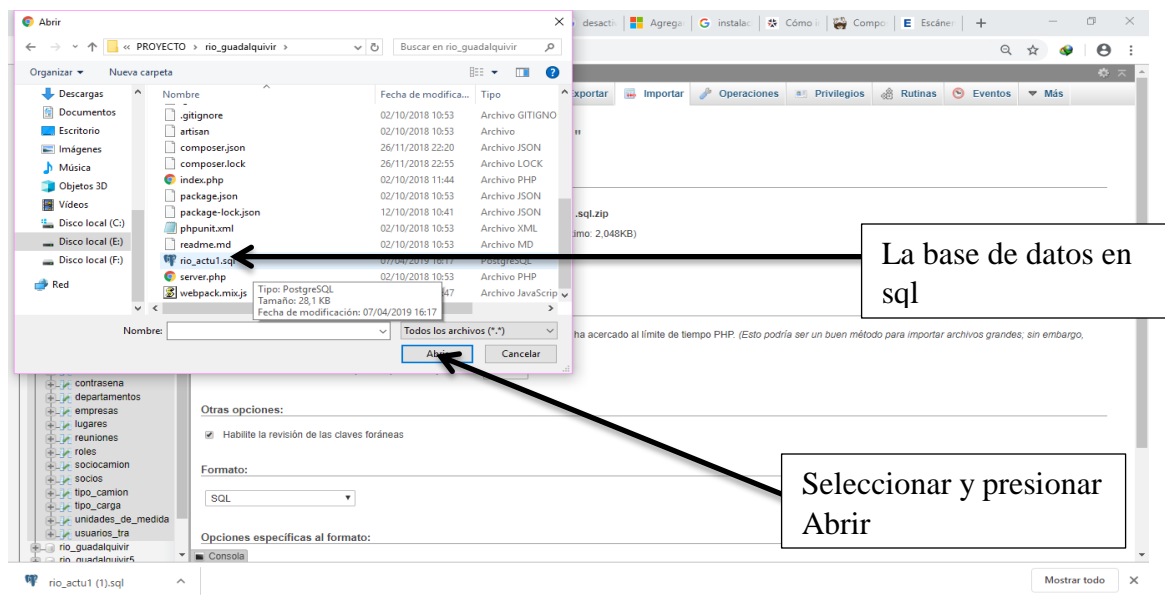 Abrir
desactiv
Agrega
instalac
Cómo i
Compo
Escáner
« PROYECTO > rio_guadalquivir >
Buscar en rio_guadalquivir
Organizar
Nueva carpeta
Descargas
Documentos
Escritorio
Imágenes
Música
Objetos 3D
Vídeos
Disco local (C:)
Disco local (E:)
Disco local (F:)
Red
Nombre Fecha de modifica... Tipo
.gitignore 02/10/2018 10:53 Archivo GITIGNO
artisan 02/10/2018 10:53 Archivo
composer.json 26/11/2018 22:20 Archivo JSON
composer.lock 26/11/2018 22:55 Archivo LOCK
index.php 02/10/2018 11:44 Archivo PHP
package.json 02/10/2018 10:53 Archivo JSON
package-lock.json 12/10/2018 10:41 Archivo JSON
phpunit.xml 02/10/2018 10:53 Archivo XML
readme.md 02/10/2018 10:53 Archivo MD
rio_actu1.sql 07/04/2019 16:17 PostgreSQL
server.php 02/10/2018 10:53 Archivo PHP
webpack.mix.js :47 Archivo JavaScrip
Tipo: PostgreSQL
Tamaño: 28,1 KB
Fecha de modificación: 07/04/2019 16:17
Nombre:
Todos los archivos (*.*)
Abrir
Cancelar
xportar
Importar
Operaciones
Privilegios
Rutinas
Eventos
Más
"
.sql.zip
imo: 2,048KB)
La base de datos en
sql
ha acercado al límite de tiempo PHP. (Esto podría ser un buen método para importar archivos grandes; sin embargo,
contrasena
departamentos
empresas
lugares
reuniones
roles
sociocamion
socios
tipo_camion
tipo_carga
unidades_de_medida
usuarios_tra
rio_guadalquivir
rio_guadalquivir5
Otras opciones:
Habilite la revisión de las claves foráneas
Formato:
SQL
Opciones específicas al formato:
Consola
Seleccionar y presionar
Abrir
rio_actu1 (1).sql
Mostrar todo